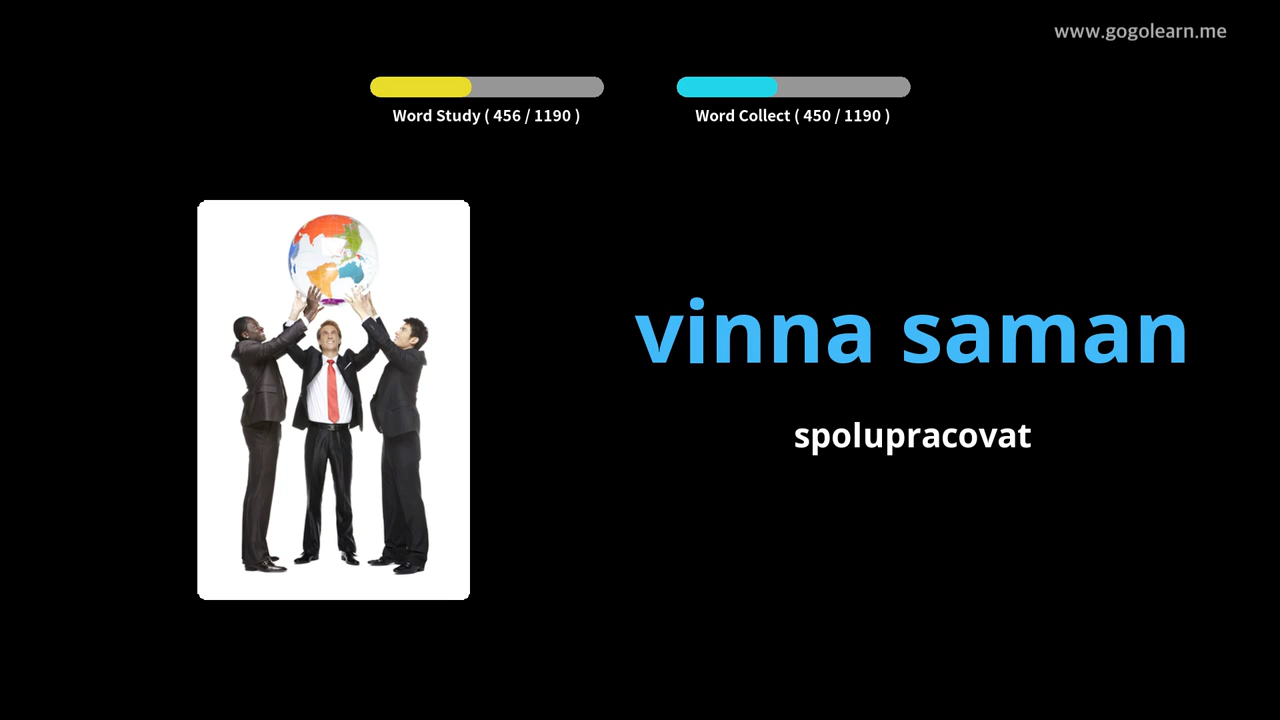 www.gogolearn.me
Word Study ( 456 / 1190 )
Word Collect ( 450 / 1190 )
vinna saman
spolupracovat